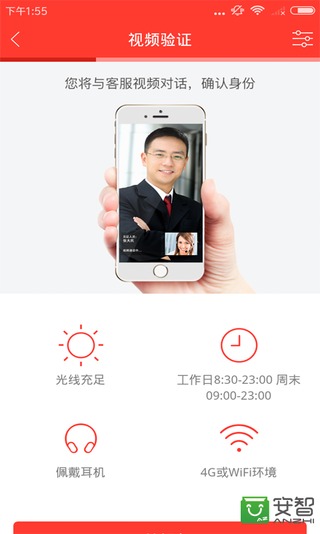 下午1:55
视频验证
您将与客服视频对话，确认身份
光线充足
工作日8:30-23:00 周末
09:00-23:00
佩戴耳机
4G或WiFi环境
安智
ANZHI